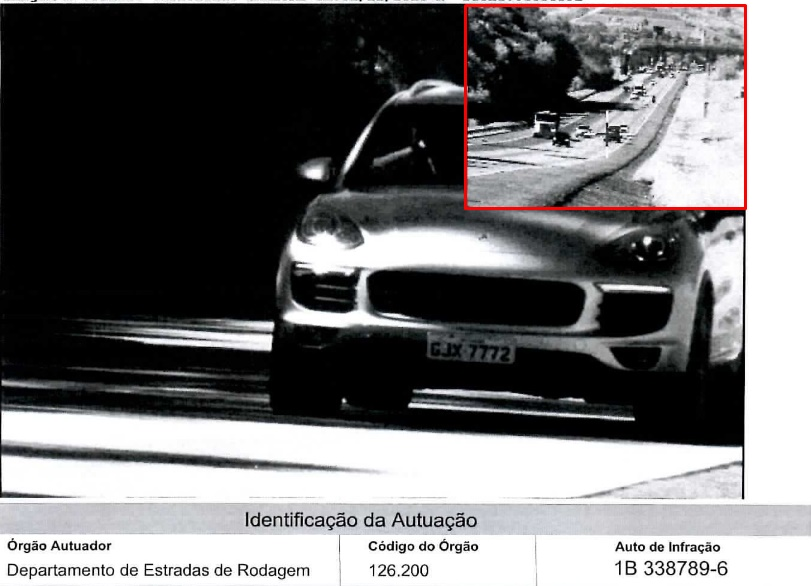 GJX-7772
Identificação da Autuação
Órgão Autuador
Código do Órgão
Auto de Infração
Departamento de Estradas de Rodagem
126.200
1B 338789-6